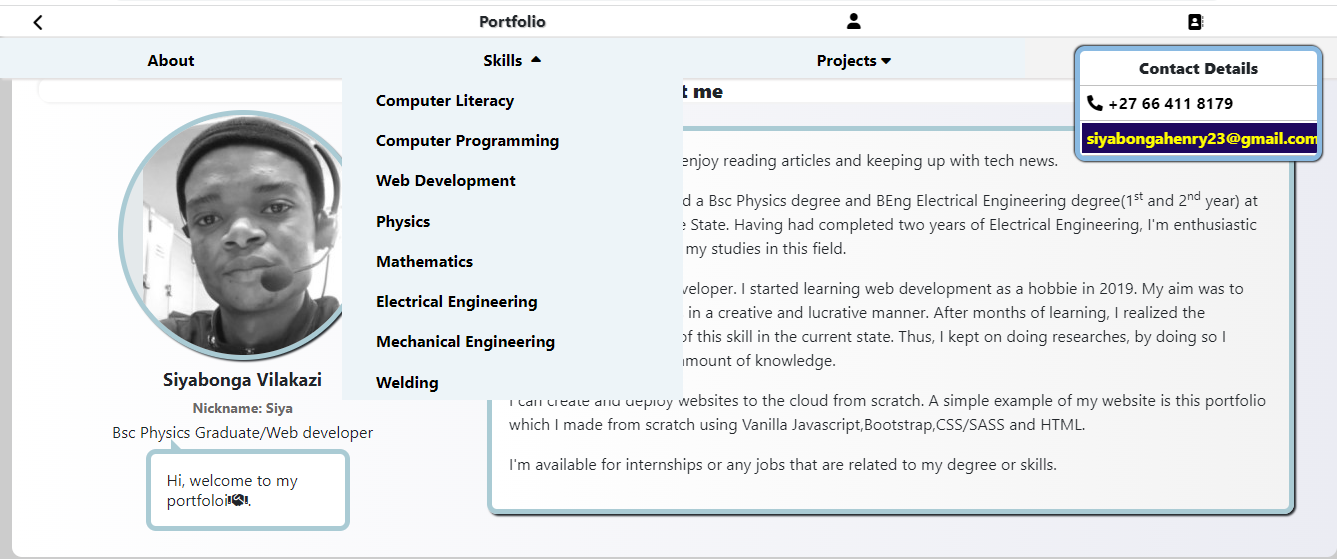 Portfolio
About
Skills
Projects
Computer Literacy
Computer Programming
Web Development
Physics
Mathematics
Electrical Engineering
Mechanical Engineering
Welding
Contact Details
+27 66 411 8179
siyabongahenry23@gmail.com
Siyabonga Vilakazi
Nickname: Siya
Bsc Physics Graduate/Web developer
Hi, welcome to my
portfoloi.
t me
enjoy reading articles and keeping up with tech news.
d a Bsc Physics degree and BEng Electrical Engineering degree(1st and 2nd year) at
State. Having had completed two years of Electrical Engineering, I'm enthusiastic
my studies in this field.
veloper. I started learning web development as a hobbie in 2019. My aim was to
in a creative and lucrative manner. After months of learning, I realized the
of this skill in the current state. Thus, I kept on doing researches, by doing so I
mount of knowledge.
I can create and deploy websites to the cloud from scratch. A simple example of my website is this portfolio
which I made from scratch using Vanilla Javascript,Bootstrap,CSS/SASS and HTML.
I'm available for internships or any jobs that are related to my degree or skills.